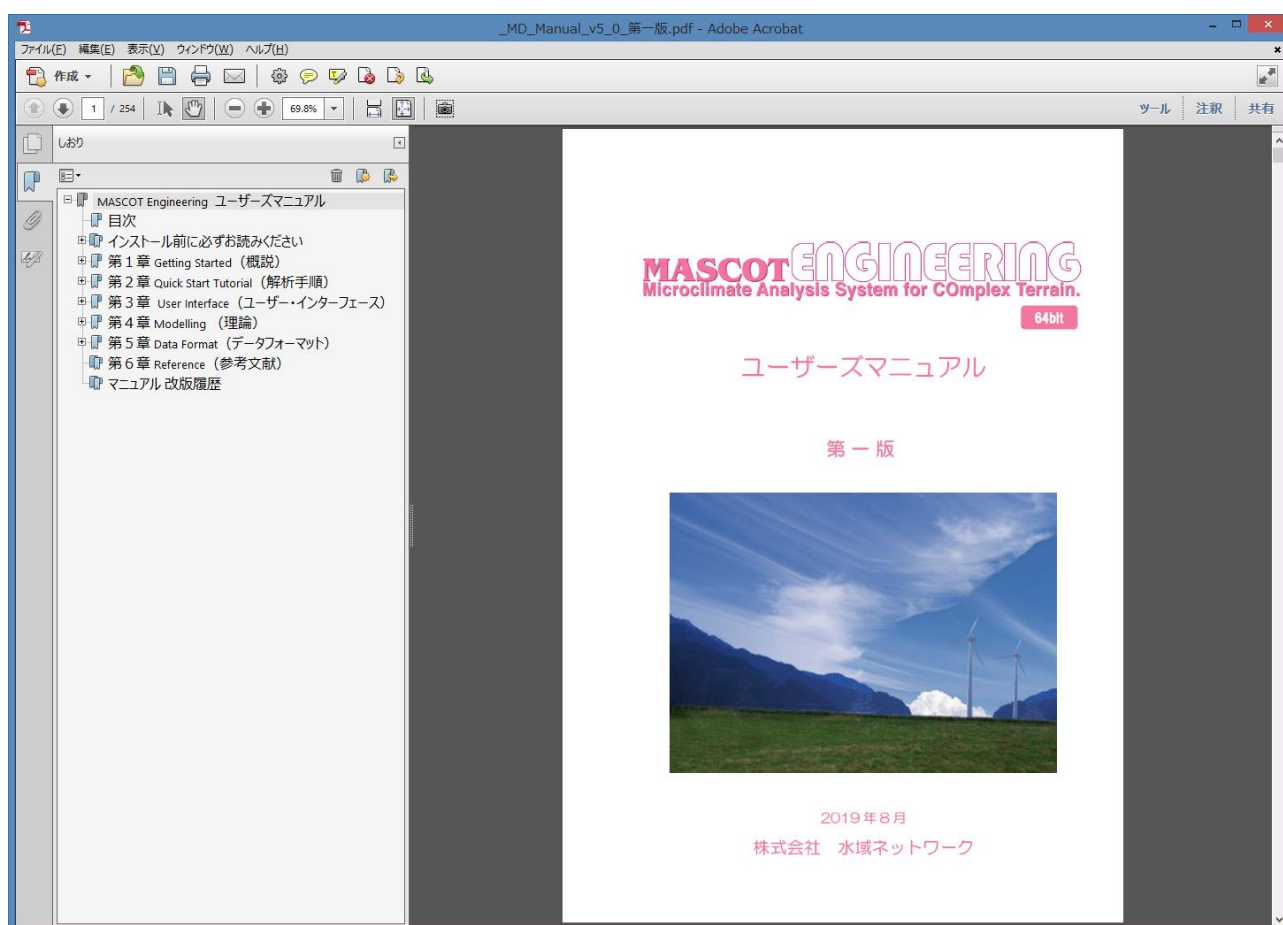 _MD_Manual_v5_0_第一版.pdf - Adobe Acrobat
ファイル(F) 編集(E) 表示(V) ウィンドウ(W) ヘルプ(H)
作成
1 / 254 69.8% ツール 注釈 共有
しおり
MASCOT Engineering ユーザーズマニュアル
目次
インストール前に必ずお読みください
第1章 Getting Started（概説）
第2章 Quick Start Tutorial（解析手順）
第3章 User Interface（ユーザー・インターフェース）
第4章 Modelling （理論）
第5章 Data Format（データフォーマット）
第6章 Reference（参考文献）
マニュアル 改版履歴
MASCOT ENGINEERING
Microclimate Analysis System for COmplex Terrain.
64bit
ユーザーズマニュアル
第一版
2019年8月
株式会社 水域ネットワーク